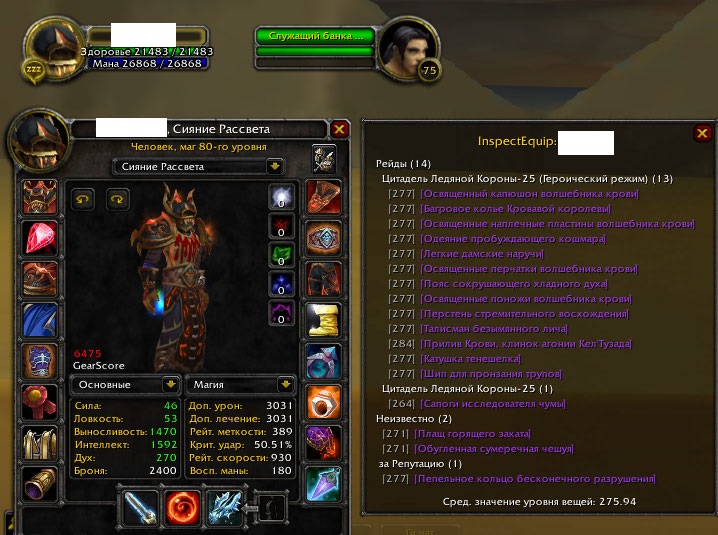 Служащий банка ...
Здоровье 21483 / 21483
Мана 26868 / 26868
zzz
75
, Сияние Рассвета
Человек, маг 80-го уровня
Сияние Рассвета
0
0
0
0
0
6475
GearScore
Основные
Магия
Сила: 46
Ловкость: 53
Выносливость: 1470
Интеллект: 1592
Дух: 270
Броня: 2400
Доп. урон: 3031
Доп. лечение: 3031
Рейт. меткости: 389
Крит. удар: 50.51%
Рейт. скорости: 930
Восп. маны: 180
InspectEquip:
Рейды (14)
Цитадель Ледяной Короны-25 (Героический режим) (13)
[277] [Освященный капюшон волшебника крови]
[277] [Багровое колье Кровавой королевы]
[277] [Освященные наплечные пластины волшебника крови]
[277] [Одеяние пробуждающего кошмара]
[277] [Легкие дамские наручи]
[277] [Освященные перчатки волшебника крови]
[277] [Пояс сокрушающего хладного духа]
[277] [Освященные поножи волшебника крови]
[277] [Перстень стремительного восхождения]
[277] [Талисман безымянного лича]
[284] [Прилив Крови, клинок агонии Кел'Тузада]
[277] [Катушка тенешелка]
[277] [Шип для пронзания трупов]
Цитадель Ледяной Короны-25 (1)
[264] [Сапоги исследователя чумы]
Неизвестно (2)
[271] [Плащ горящего заката]
[271] [Обугленная сумеречная чешуя]
за Репутацию (1)
[277] [Пепельное кольцо бесконечного разрушения]
Сред. значение уровня вещей: 275.94